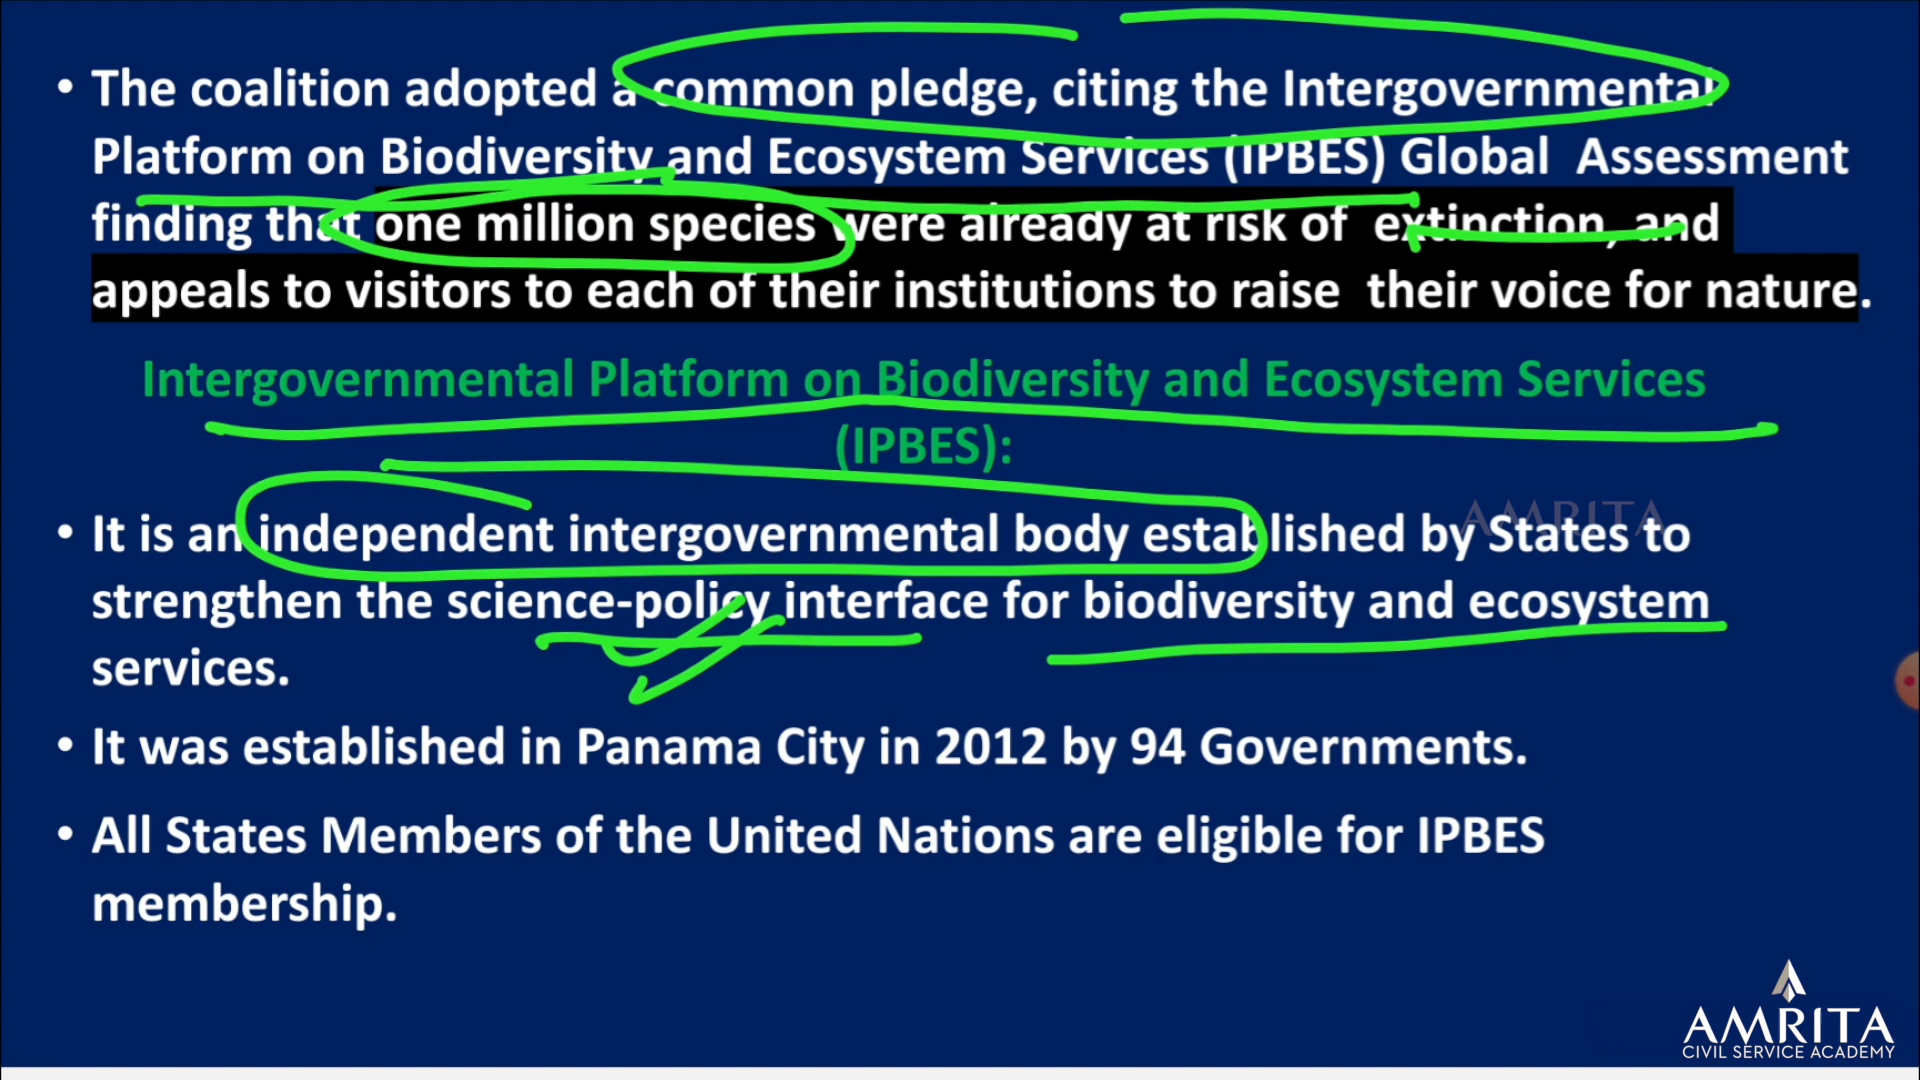 • The coalition adopted a common pledge, citing the Intergovernmental
Platform on Biodiversity and Ecosystem Services (IPBES) Global Assessment
finding that one million species were already at risk of extinction, and
appeals to visitors to each of their institutions to raise their voice for nature.
Intergovernmental Platform on Biodiversity and Ecosystem Services
(IPBES):
• It is an independent intergovernmental body established by States to
AMRITA
strengthen the science-policy interface for biodiversity and ecosystem
services.
• It was established in Panama City in 2012 by 94 Governments.
• All States Members of the United Nations are eligible for IPBES
membership.
AMRITA
CIVIL SERVICE ACADEMY